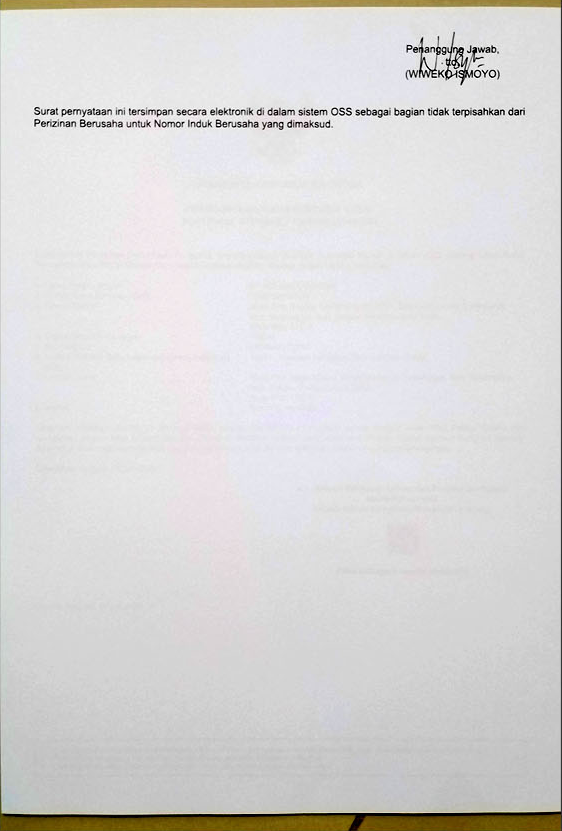 Penanggung Jawab,
ttd
(WIWEKO ISMOYO)
Surat pernyataan ini tersimpan secara elektronik di dalam sistem OSS sebagai bagian tidak terpisahkan dari
Perizinan Berusaha untuk Nomor Induk Berusaha yang dimaksud.